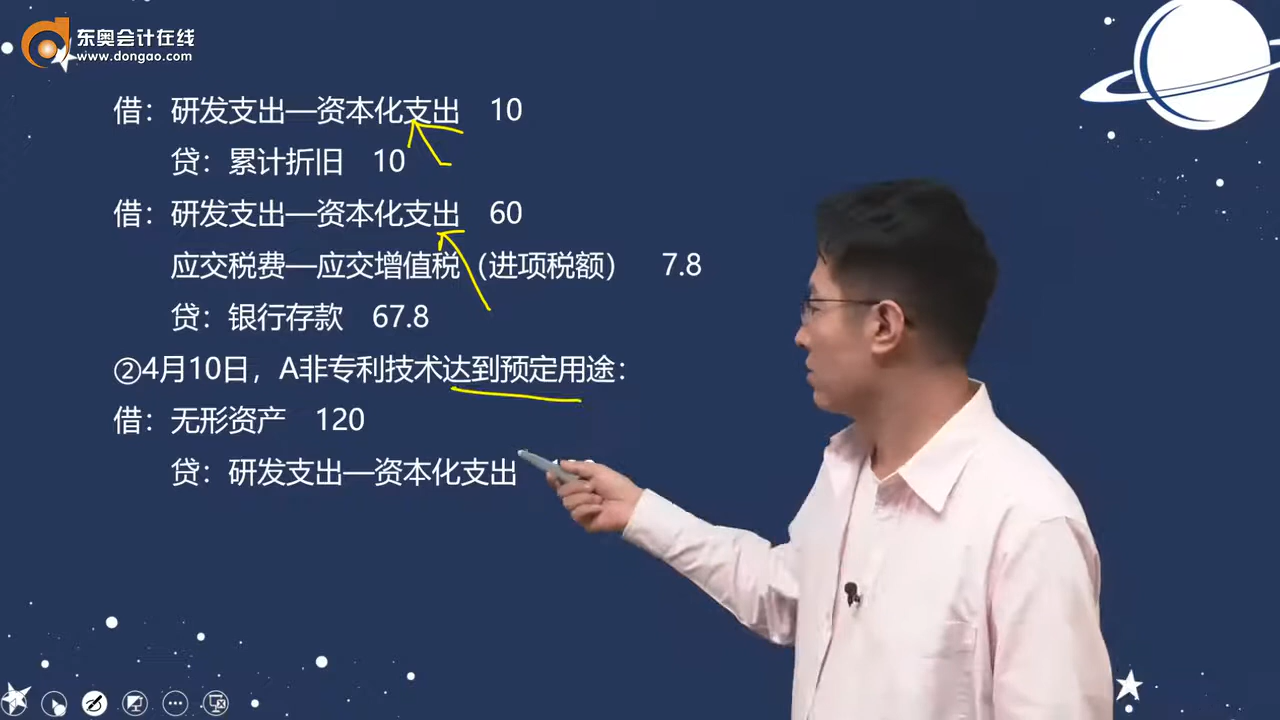 东奥会计在线
www.dongao.com
借：研发支出—资本化支出 10
贷：累计折旧 10
借：研发支出—资本化支出 60
应交税费—应交增值税（进项税额） 7.8
贷：银行存款 67.8
②4月10日，A非专利技术达到预定用途：
借：无形资产 120
贷：研发支出—资本化支出